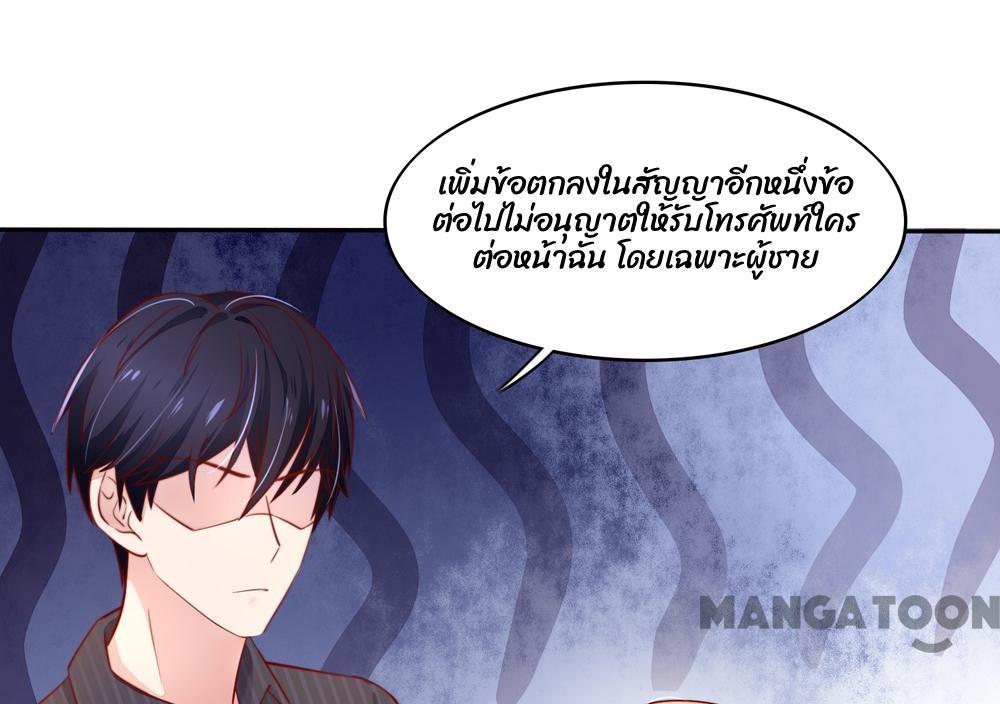 เพิ่มข้อตกลงในสัญญาอีกหนึ่งข้อ
ต่อไปไม่อนุญาตให้รับโทรศัพท์ใคร
ต่อหน้าฉัน โดยเฉพาะผู้ชาย
MANGATOON